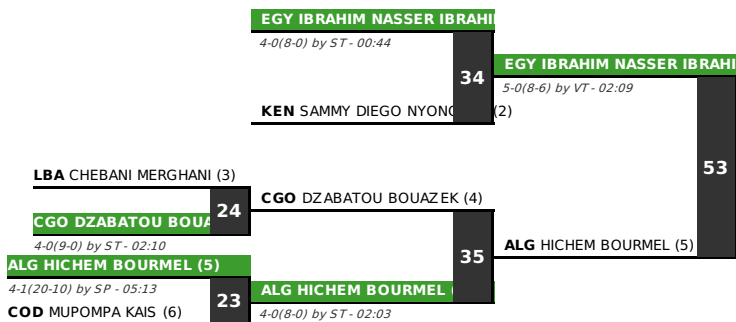 EGY IBRAHIM NASSER
4-0(8-0) by ST - 00:44
34
KEN SAMMY DIEGO (2)
EGY IBRAHIM NASSER
5-0(8-6) by VT - 02:09
53
LBA CHEBANI MERGHANI (3)
24
CGO DZABATOU
4-0(9-0) by ST - 02:10
CGO DZABATOU BOUAZEK (4)
35
ALG HICHEM BOURMEL (5)
ALG HICHEM BOURMEL (5)
4-1(20-10) by SP - 05:13
23
COD MUPOMPA KAIS (6)
ALG HICHEM BOURMEL
4-0(8-0) by ST - 02:03